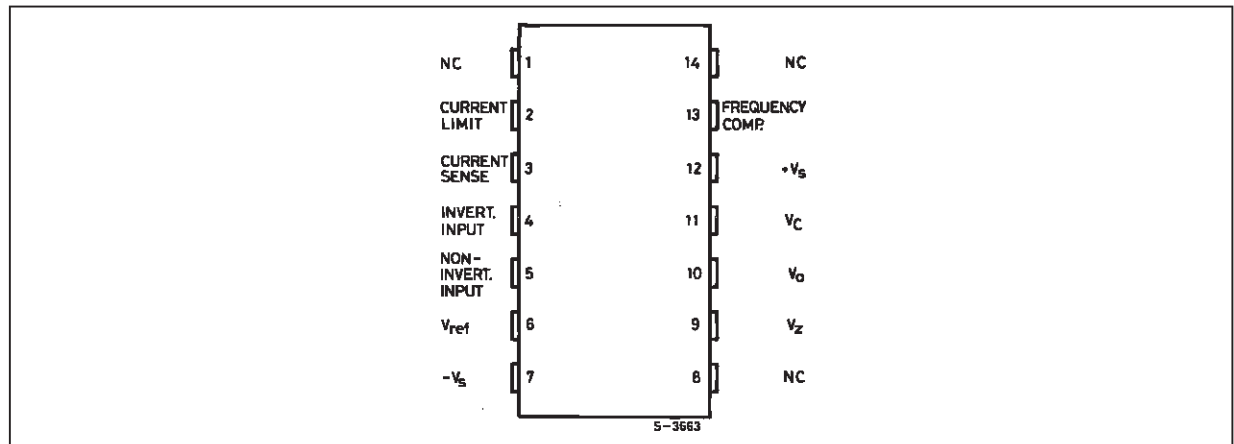 NC 1 14 NC
CURRENT
LIMIT 2 13 FREQUENCY
COMP.
CURRENT
SENSE 3 12 +Vs
INVERT.
INPUT 4 11 VC
NON-
INVERT.
INPUT 5 10 Vo
Vref 6 9 Vz
-Vs 7 8 NC
S-3663